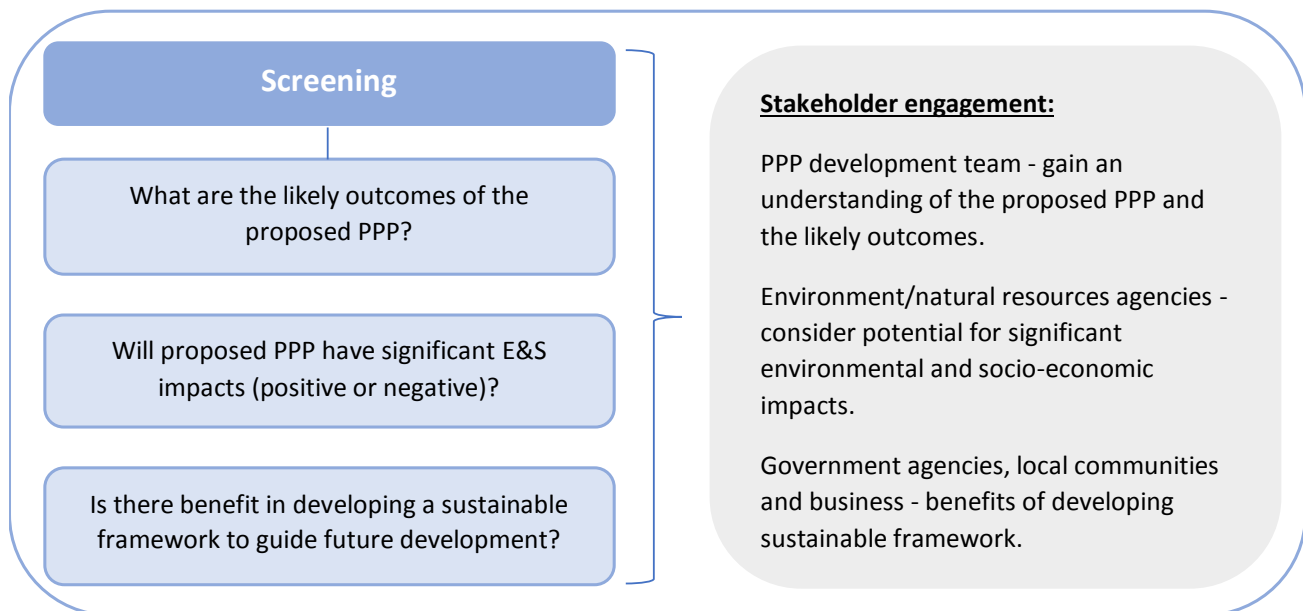 Screening
What are the likely outcomes of the
proposed PPP?
Will proposed PPP have significant E&S
impacts (positive or negative)?
Is there benefit in developing a sustainable
framework to guide future development?
Stakeholder engagement:
PPP development team - gain an
understanding of the proposed PPP and
the likely outcomes.
Environment/natural resources agencies -
consider potential for significant
environmental and socio-economic
impacts.
Government agencies, local communities
and business - benefits of developing
sustainable framework.